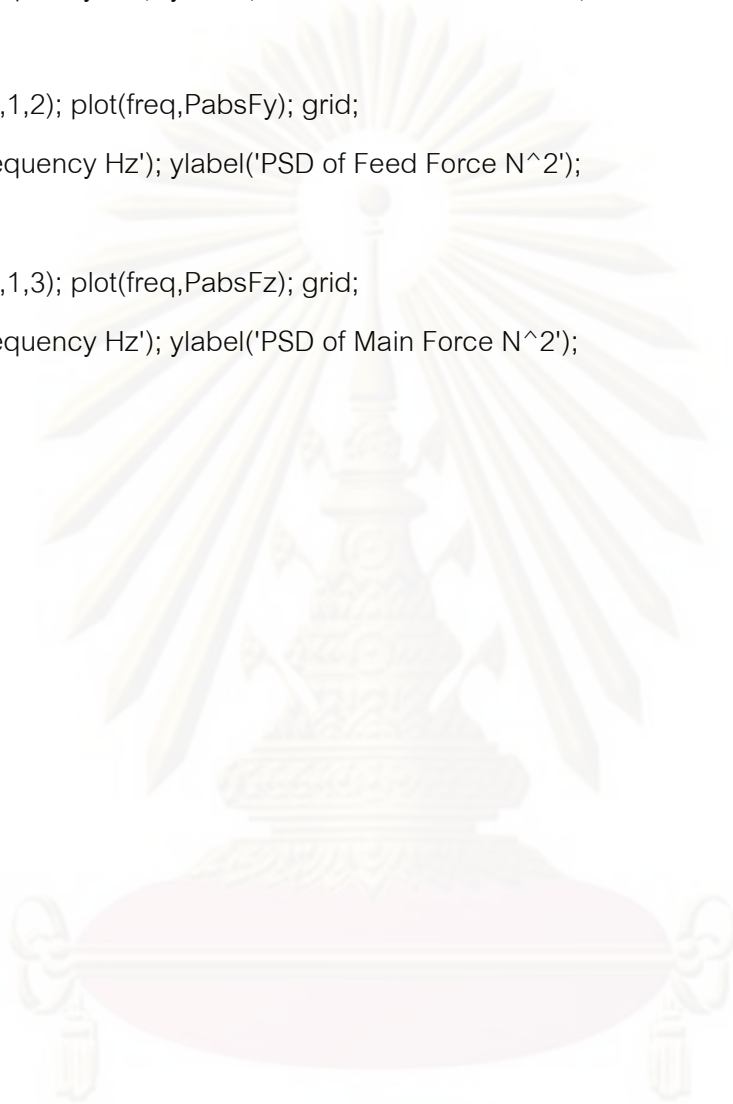 ,1,2); plot(freq,PabsFy); grid;
equency Hz'); ylabel('PSD of Feed Force N^2');
,1,3); plot(freq,PabsFz); grid;
equency Hz'); ylabel('PSD of Main Force N^2');